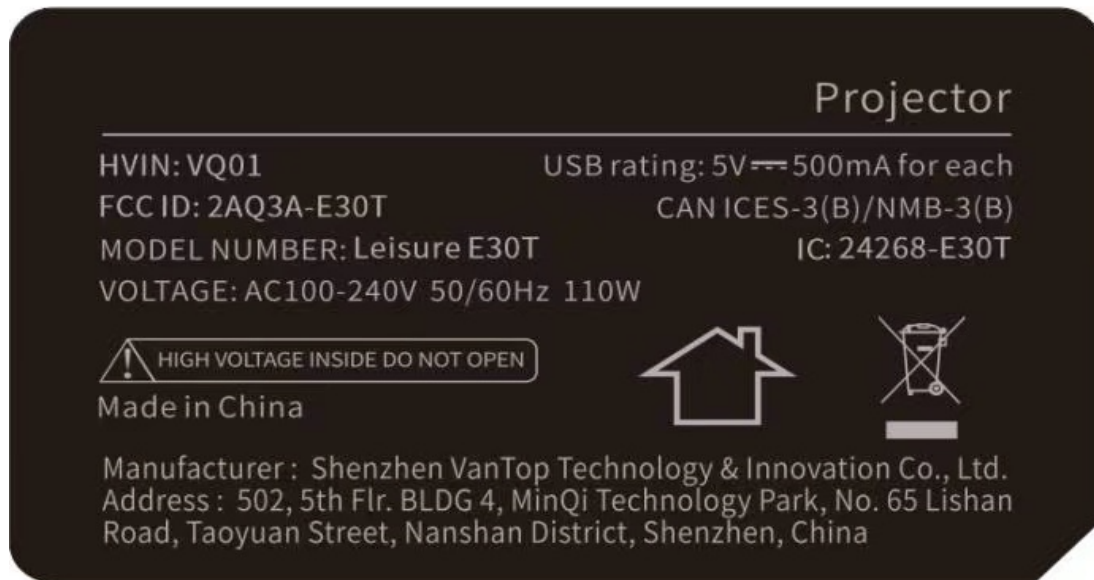 Projector
HVIN: VQ01
USB rating: 5V⎓500mA for each
FCC ID: 2AQ3A-E30T
CAN ICES-3(B)/NMB-3(B)
MODEL NUMBER: Leisure E30T
IC: 24268-E30T
VOLTAGE: AC100-240V 50/60Hz 110W
HIGH VOLTAGE INSIDE DO NOT OPEN
Made in China
Manufacturer : Shenzhen VanTop Technology & Innovation Co., Ltd.
Address : 502, 5th Flr. BLDG 4, MinQi Technology Park, No. 65 Lishan
Road, Taoyuan Street, Nanshan District, Shenzhen, China